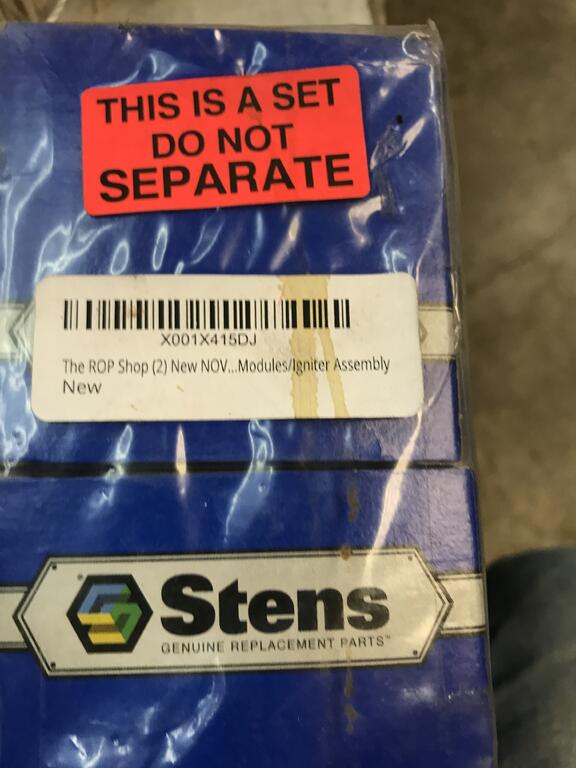 THIS IS A SET
DO NOT
SEPARATE
X001X415DJ
The ROP Shop (2) New NOV...Modules/Igniter Assembly
New
Stens
GENUINE REPLACEMENT PARTS™